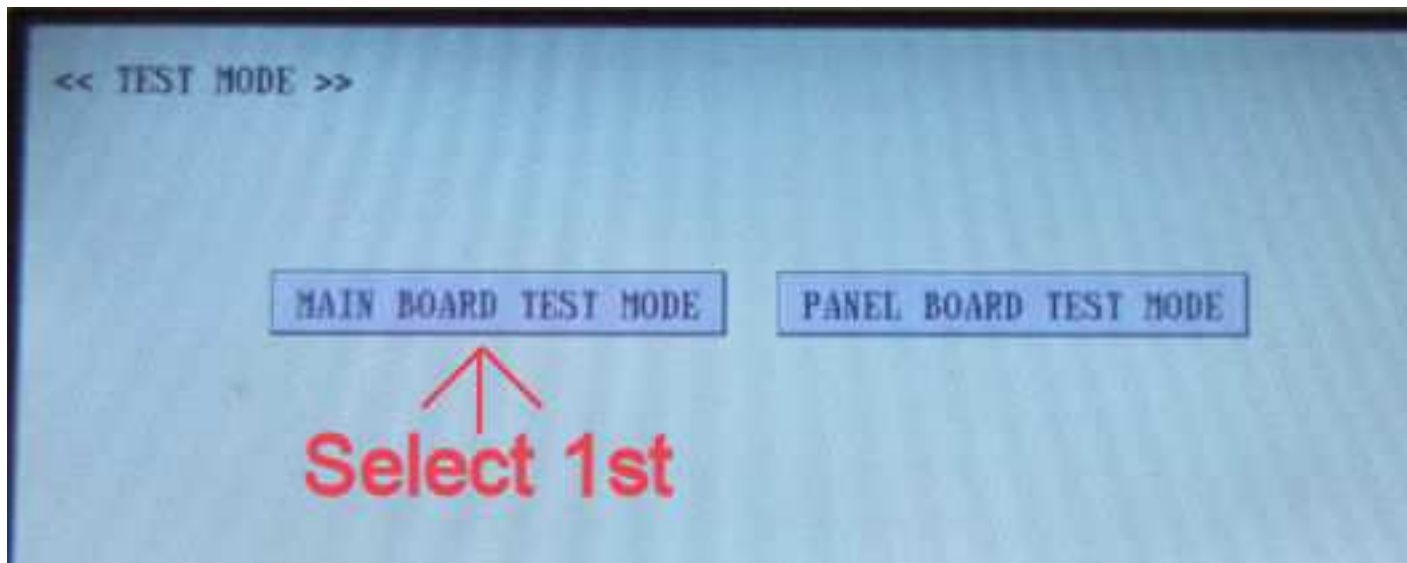 << TEST MODE >>
MAIN BOARD TEST MODE
PANEL BOARD TEST MODE
Select 1st